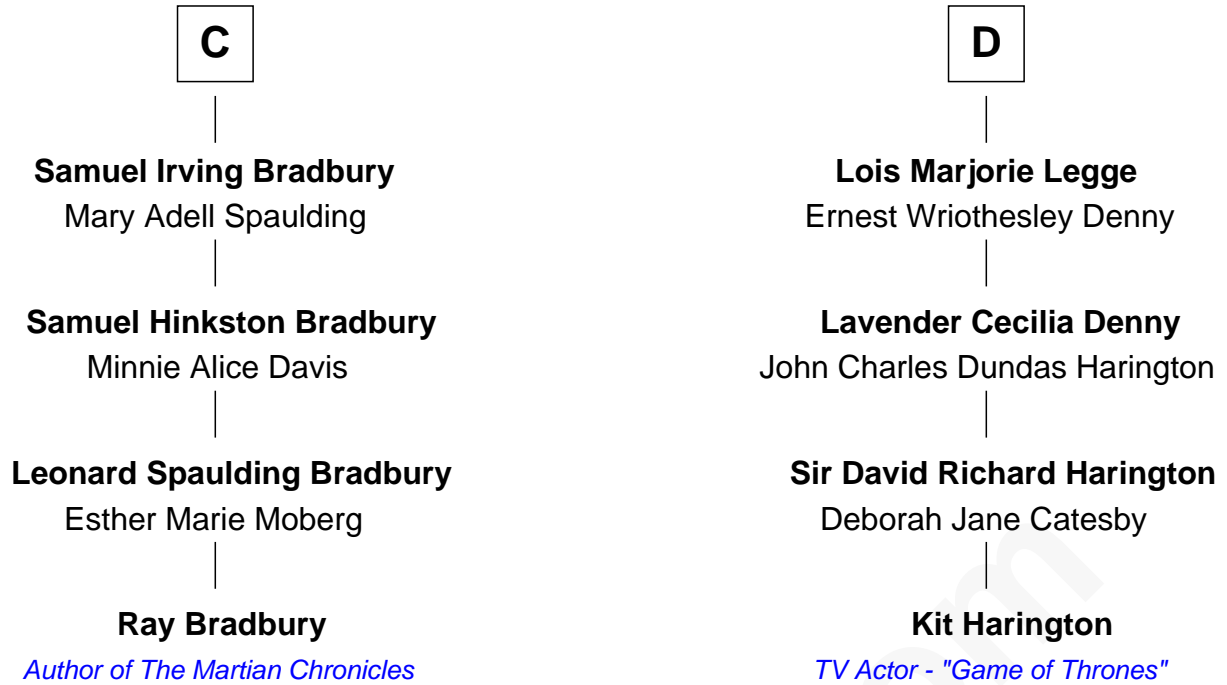 C
Samuel Irving Bradbury
Mary Adell Spaulding
Samuel Hinkston Bradbury
Minnie Alice Davis
Leonard Spaulding Bradbury
Esther Marie Moberg
Ray Bradbury
Author of The Martian Chronicles
D
Lois Marjorie Legge
Ernest Wriothesley Denny
Lavender Cecilia Denny
John Charles Dundas Harington
Sir David Richard Harington
Deborah Jane Catesby
Kit Harington
TV Actor - "Game of Thrones"